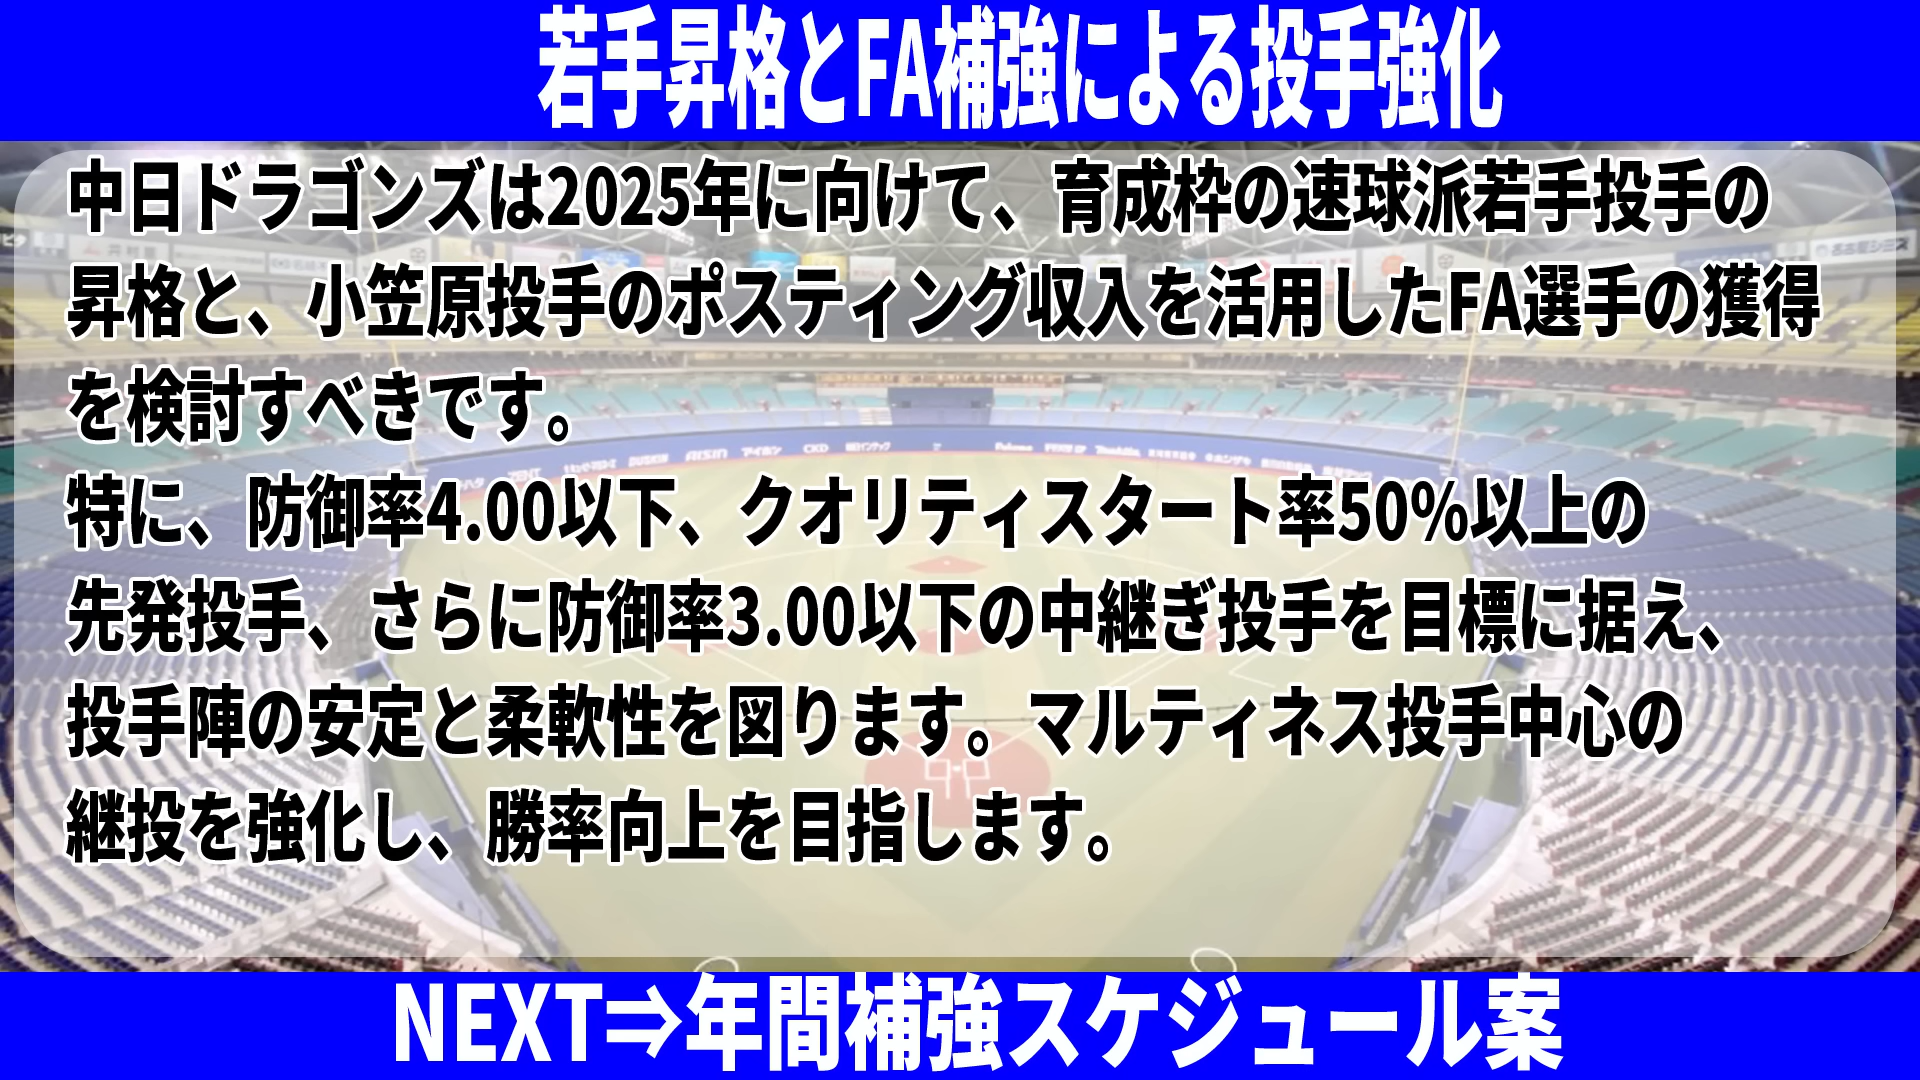 若手昇格とFA補強による投手強化
中日ドラゴンズは2025年に向けて、育成枠の速球派若手投手の
昇格と、小笠原投手のポスティング収入を活用したFA選手の獲得
を検討すべきです。
特に、防御率4.00以下、クオリティスタート率50%以上の
先発投手、さらに防御率3.00以下の中継ぎ投手を目標に据え、
投手陣の安定と柔軟性を図ります。マルティネス投手中心の
継投を強化し、勝率向上を目指します。
AISIN
アイホン
CKD
NEXT⇒年間補強スケジュール案